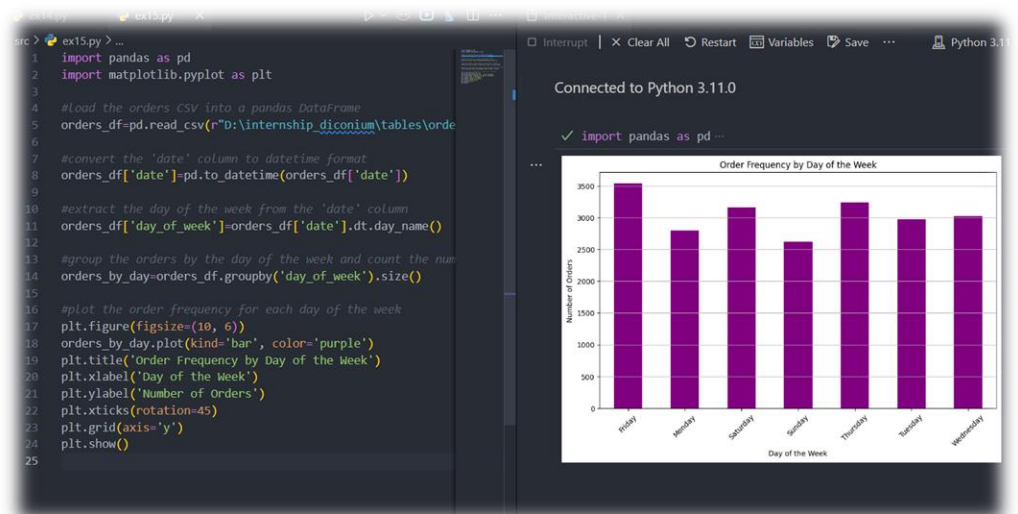 ex15.py
src > ex15.py > ...
1 import pandas as pd
2 import matplotlib.pyplot as plt
3
4 #load the orders CSV into a pandas DataFrame
5 orders_df=pd.read_csv(r"D:\internship_diconium\tables\orde
6
7 #convert the 'date' column to datetime format
8 orders_df['date']=pd.to_datetime(orders_df['date'])
9
10 #extract the day of the week from the 'date' column
11 orders_df['day_of_week']=orders_df['date'].dt.day_name()
12
13 #group the orders by the day of the week and count the num
14 orders_by_day=orders_df.groupby('day_of_week').size()
15
16 #plot the order frequency for each day of the week
17 plt.figure(figsize=(10, 6))
18 orders_by_day.plot(kind='bar', color='purple')
19 plt.title('Order Frequency by Day of the Week')
20 plt.xlabel('Day of the Week')
21 plt.ylabel('Number of Orders')
22 plt.xticks(rotation=45)
23 plt.grid(axis='y')
24 plt.show()
25
Interrupt | Clear All Restart Variables Save ... Python 3.11
Connected to Python 3.11.0
import pandas as pd ...
...
Order Frequency by Day of the Week
3500
3000
2500
2000
1500
1000
500
0
Number of Orders
Friday Monday Saturday Sunday Thursday Tuesday Wednesday
Day of the Week